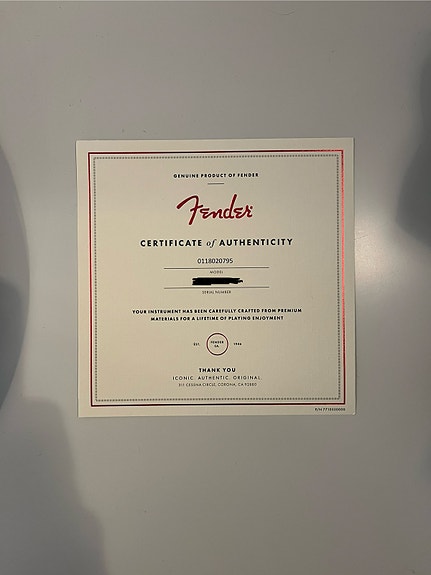 GENUINE PRODUCT OF FENDER
Fender
CERTIFICATE of AUTHENTICITY
0118020795
MODEL
SERIAL NUMBER
YOUR INSTRUMENT HAS BEEN CAREFULLY CRAFTED FROM PREMIUM
MATERIALS FOR A LIFETIME OF PLAYING ENJOYMENT
EST. FENDER CA. 1946
THANK YOU
ICONIC. AUTHENTIC. ORIGINAL.
311 CESSNA CIRCLE, CORONA, CA 92880